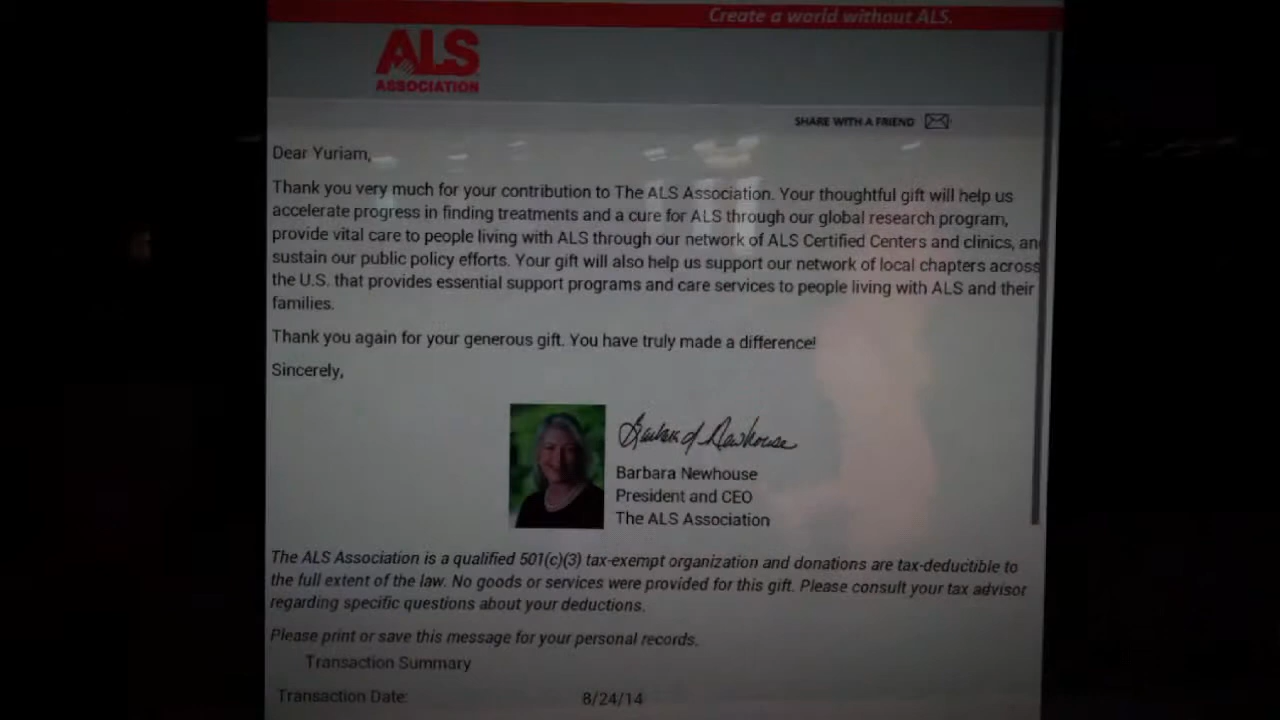 Create a world without ALS.
ALS
ASSOCIATION
SHARE WITH A FRIEND
Dear Yuriam,
Thank you very much for your contribution to The ALS Association. Your thoughtful gift will help us
accelerate progress in finding treatments and a cure for ALS through our global research program,
provide vital care to people living with ALS through our network of ALS Certified Centers and clinics, an
sustain our public policy efforts. Your gift will also help us support our network of local chapters across
the U.S. that provides essential support programs and care services to people living with ALS and their
families.
Thank you again for your generous gift. You have truly made a difference!
Sincerely,
Barbara J Newhouse
Barbara Newhouse
President and CEO
The ALS Association
The ALS Association is a qualified 501(c)(3) tax-exempt organization and donations are tax-deductible to
the full extent of the law. No goods or services were provided for this gift. Please consult your tax advisor
regarding specific questions about your deductions.
Please print or save this message for your personal records.
Transaction Summary
Transaction Date: 8/24/14